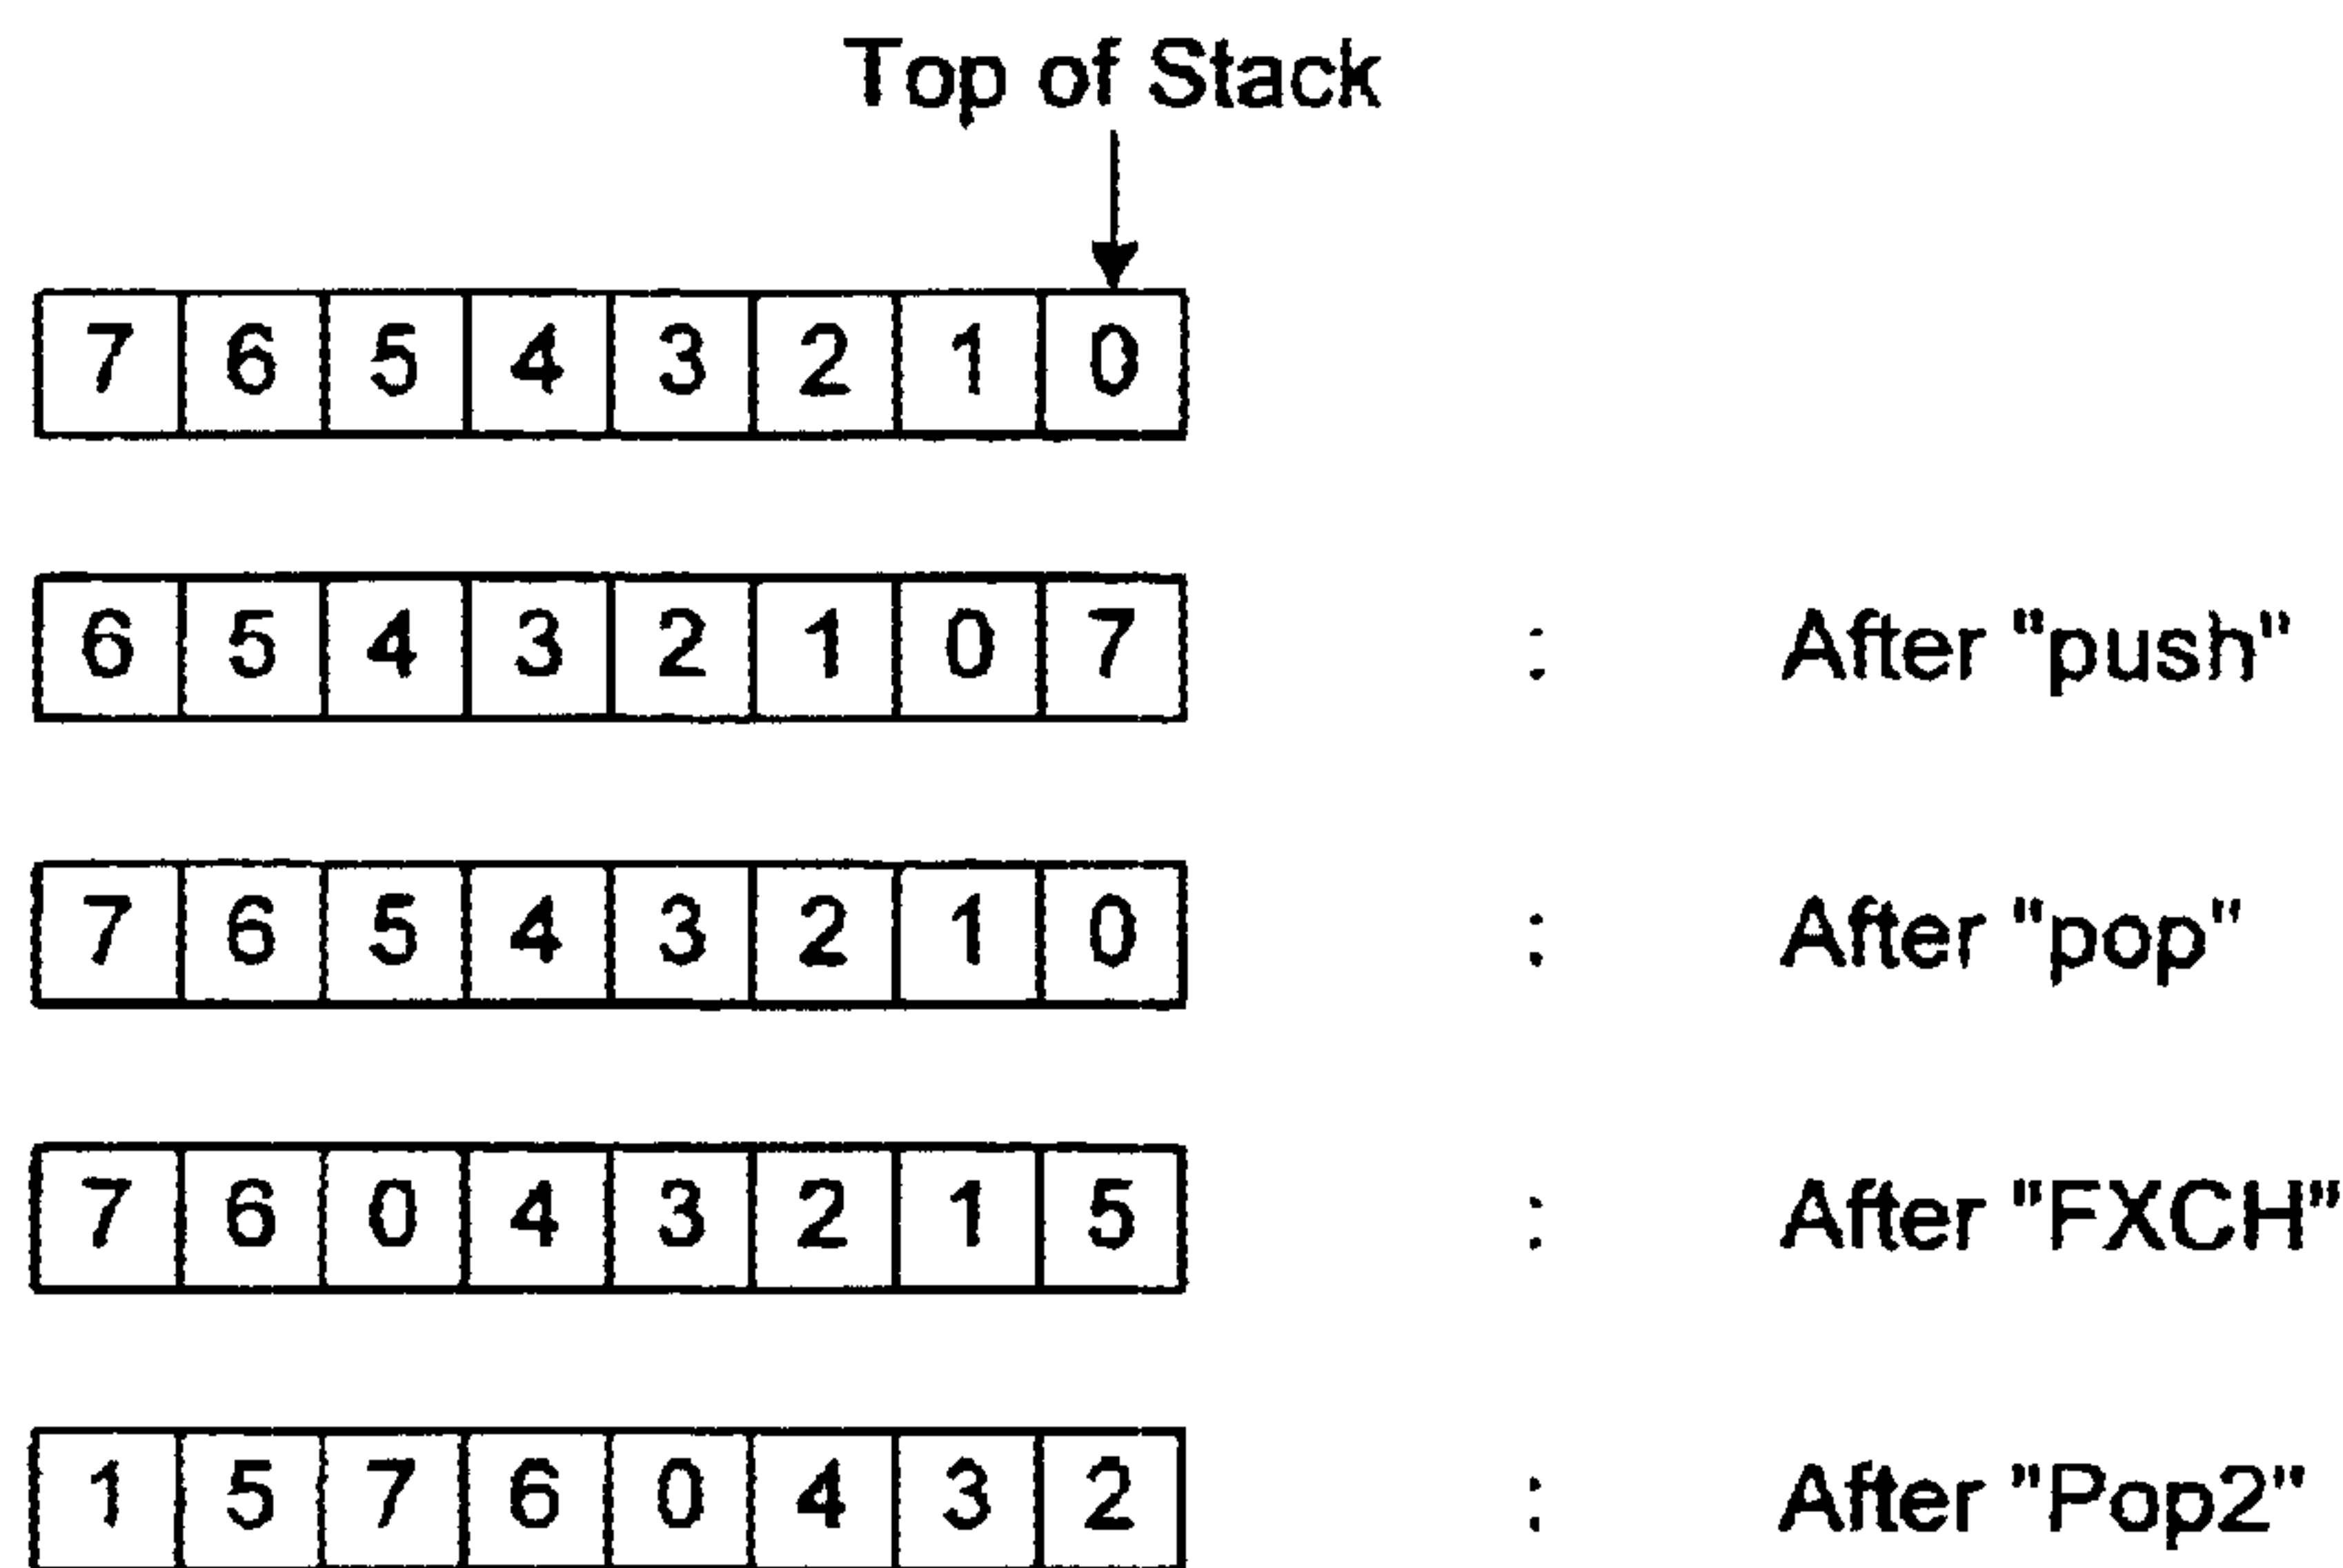 Top of Stack
7 6 5 4 3 2 1 0
6 5 4 3 2 1 0 7 : After "push"
7 6 5 4 3 2 1 0 : After "pop"
7 6 0 4 3 2 1 5 : After "FXCH"
1 5 7 6 0 4 3 2 : After "Pop2"